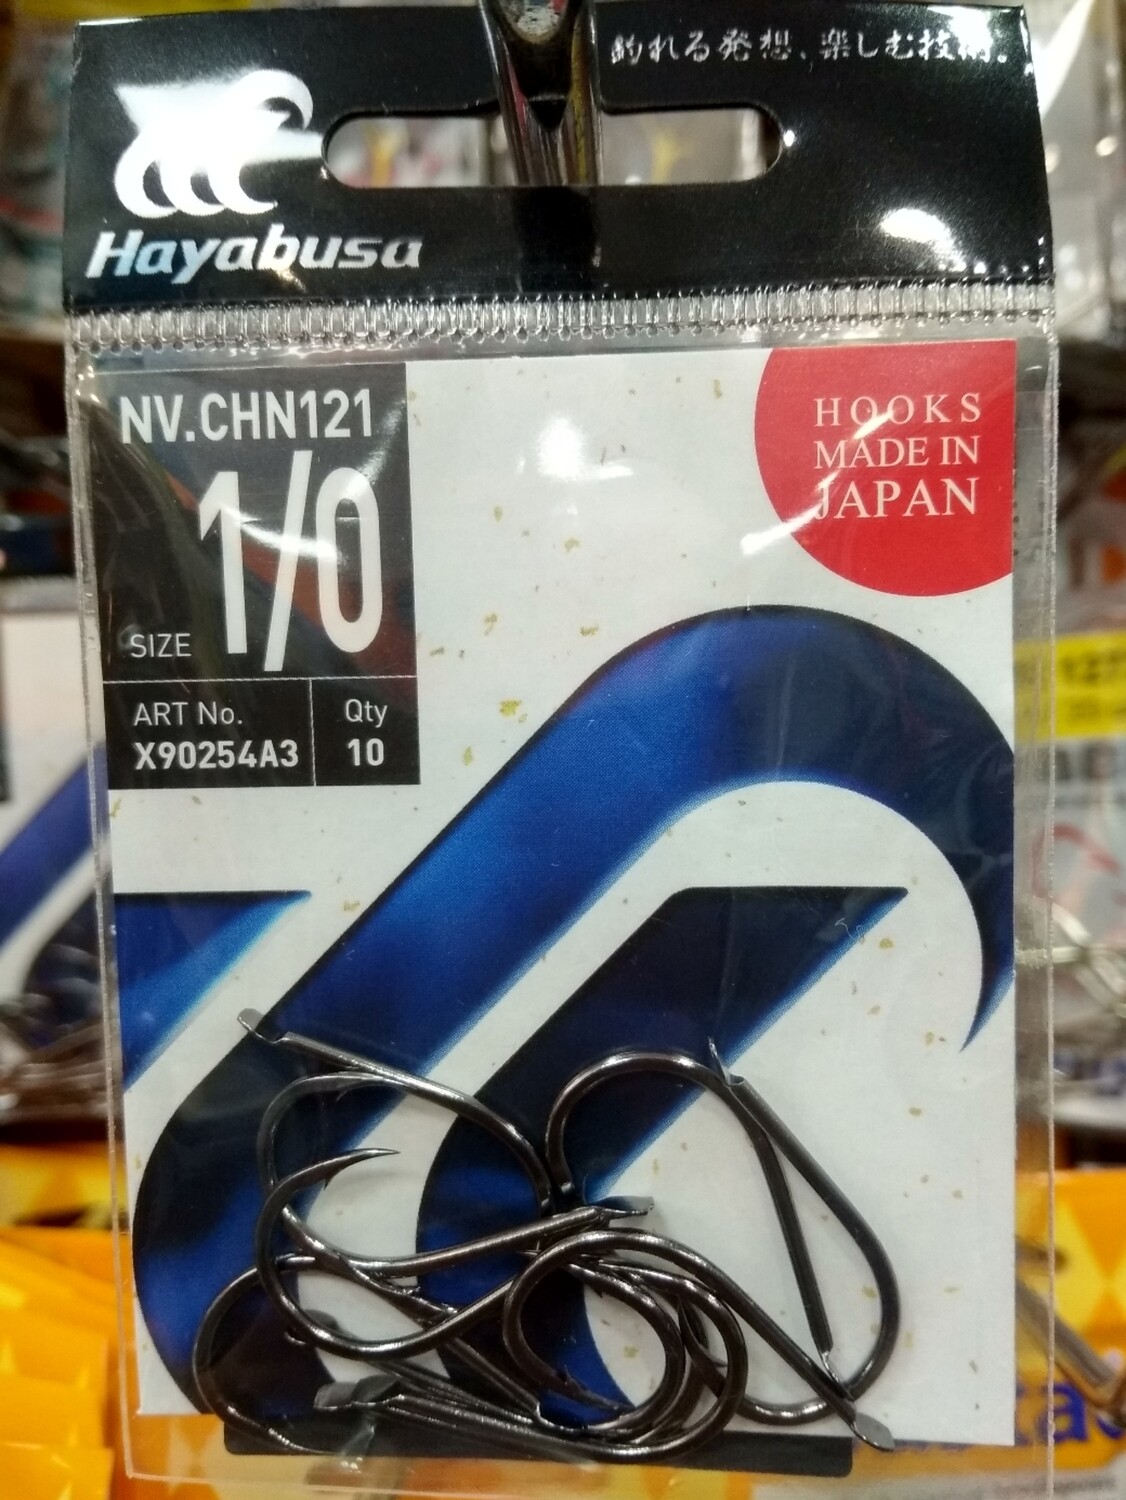 釣れる発想、楽しむ技術。
Hayabusa
NV.CHN121
SIZE 1/0
ART No.
X90254A3
Qty
10
HOOKS
MADE IN
JAPAN